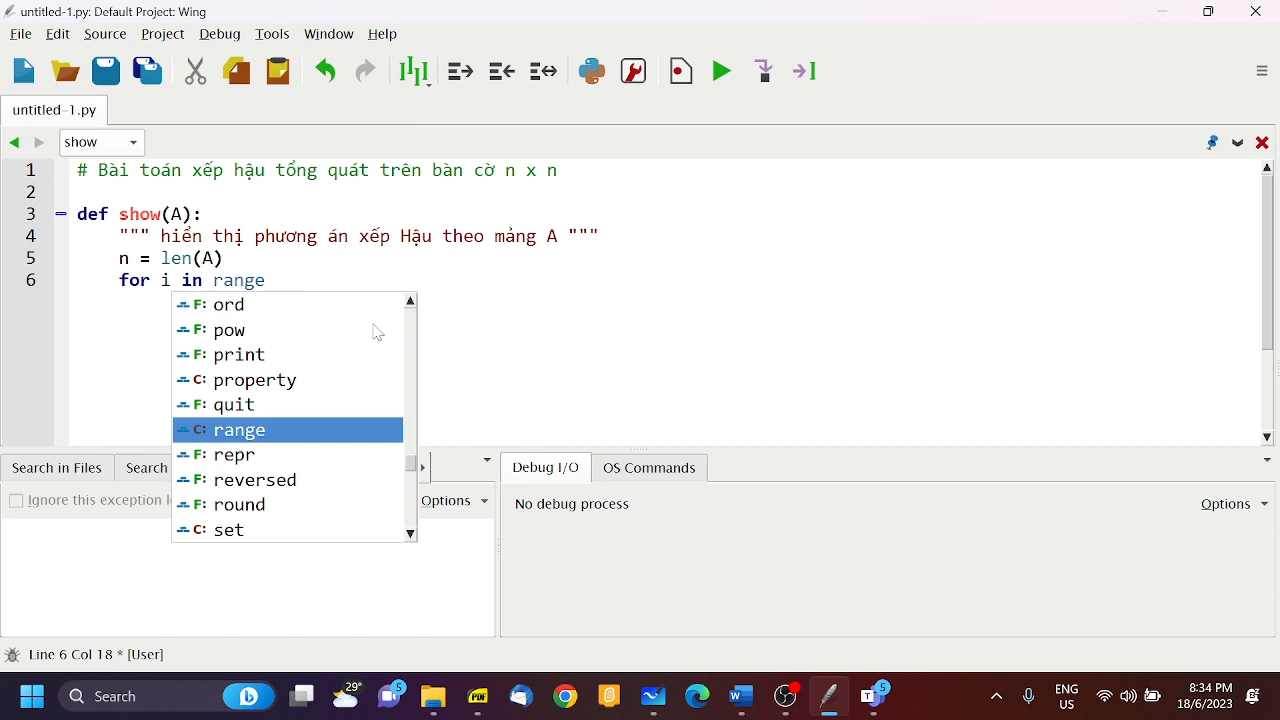 untitled-1.py: Default Project: Wing
File Edit Source Project Debug Tools Window Help
untitled-1.py
show
1 # Bài toán xếp hậu tổng quát trên bàn cờ n x n
2
3 def show(A):
4 """ hiển thị phương án xếp Hậu theo mảng A """
5 n = len(A)
6 for i in range
F: ord
F: pow
F: print
C: property
F: quit
C: range
F: repr
F: reversed
F: round
C: set
Search in Files Search Debug I/O OS Commands
Ignore this exception Options No debug process Options
Line 6 Col 18 * [User]
Search 29° 5 PDF 5 ENG US 8:34 PM 18/6/2023